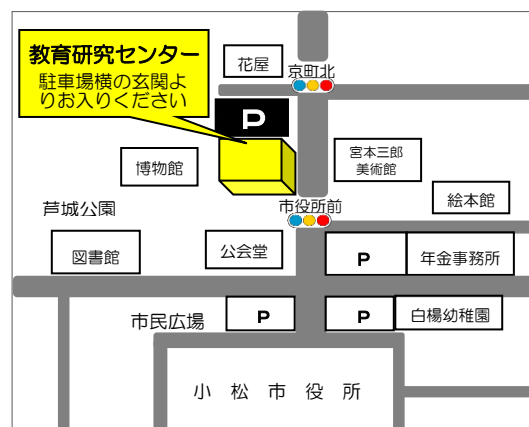 教育研究センター
駐車場横の玄関よ
りお入りください
花屋
京町北
P
博物館
宮本三郎
美術館
絵本館
芦城公園
市役所前
図書館
公会堂
P
年金事務所
市民広場
P
P
白楊幼稚園
小松市役所